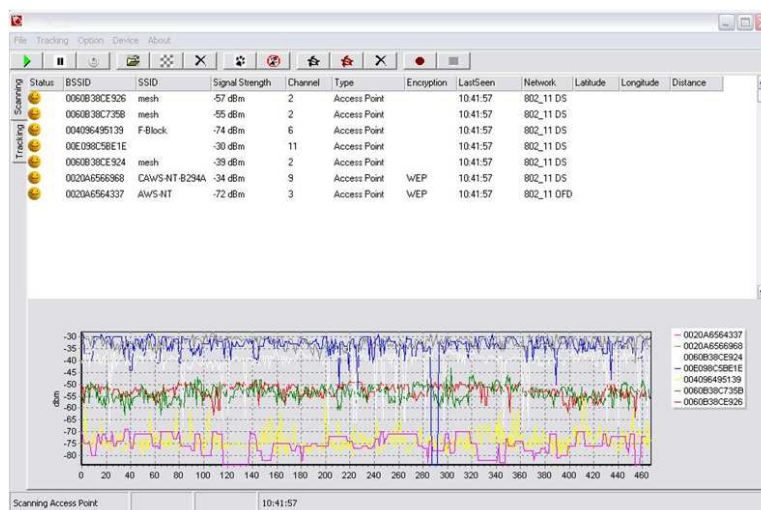 File Tracking Option Device About
Scanning
Tracking
Status BSSID SSID Signal Strength Channel Type Encryption LastSeen Network Latitude Longitude Distance
0060B38CE926 mesh -57 dBm 2 Access Point 10:41:57 802_11 DS
0060B38C735B mesh -55 dBm 2 Access Point 10:41:57 802_11 DS
004096495139 F-Block -74 dBm 6 Access Point 10:41:57 802_11 DS
00E098C5BE1E -30 dBm 11 Access Point 10:41:57 802_11 DS
0060B38CE924 mesh -39 dBm 2 Access Point 10:41:57 802_11 DS
0020A6566968 CAWS-NT-B294A -34 dBm 9 Access Point WEP 10:41:57 802_11 DS
0020A6564337 AWS-NT -72 dBm 3 Access Point WEP 10:41:57 802_11 OFD
dbm
-30
-35
-40
-45
-50
-55
-60
-65
-70
-75
-80
0 20 40 60 80 100 120 140 160 180 200 220 240 260 280 300 320 340 360 380 400 420 440 460
0020A6564337
0020A6566968
0060B38CE924
00E098C5BE1E
004096495139
0060B38C735B
0060B38CE926
Scanning Access Point 10:41:57